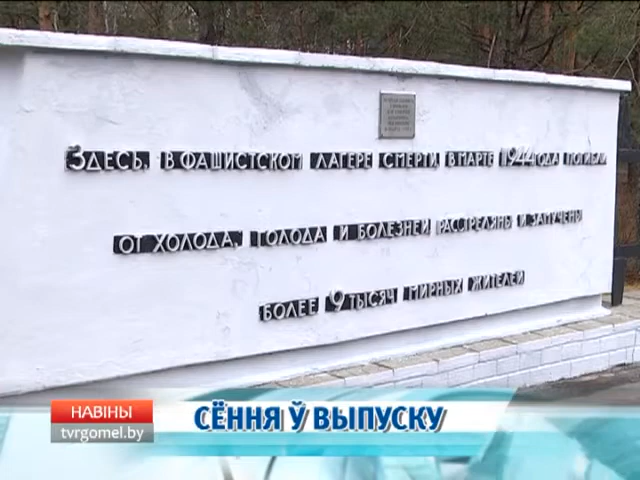 Здесь, в фашистском лагере смерти, в марте 1944 года погибли
от холода, голода и болезней расстреляны и замучены
более 9 тысяч мирных жителей
НАВІНЫ
СЁННЯ Ў ВЫПУСКУ
tvrgomel.by